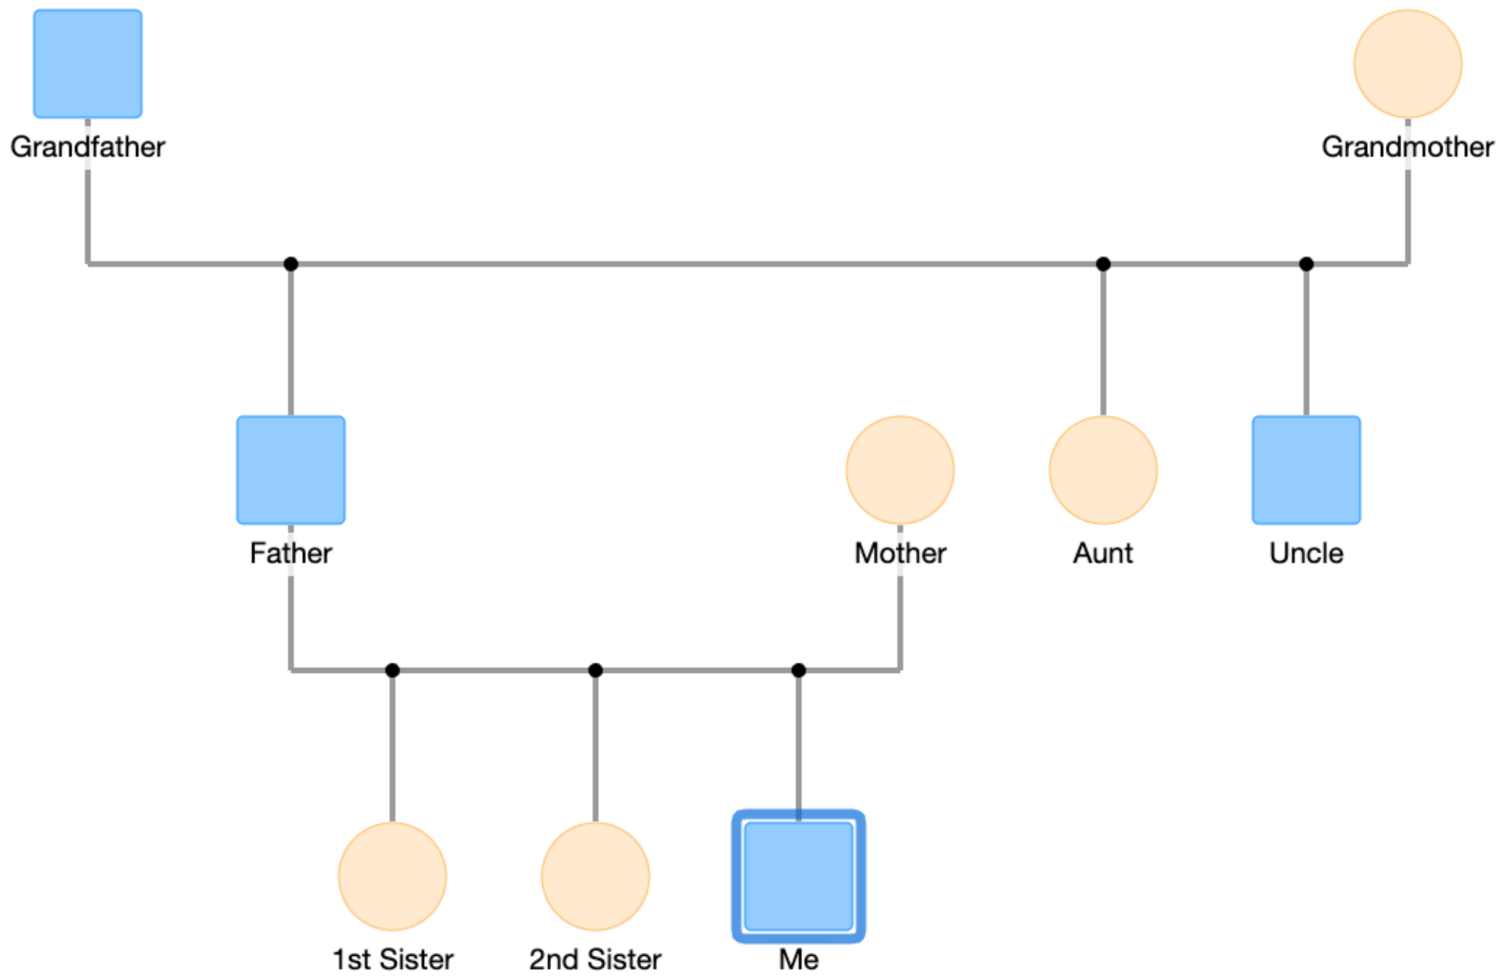 Grandfather
Grandmother
Father
Mother
Aunt
Uncle
1st Sister
2nd Sister
Me